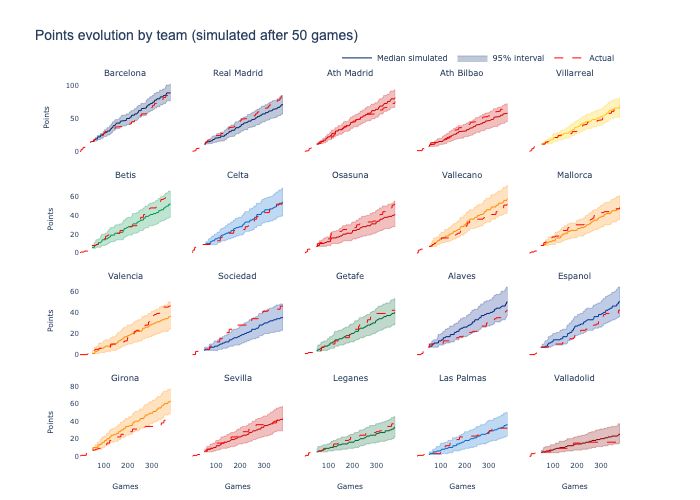 Points evolution by team (simulated after 50 games)
Median simulated 95% interval Actual
Barcelona Real Madrid Ath Madrid Ath Bilbao Villarreal
100
50
0
Points
Betis Celta Osasuna Vallecano Mallorca
60
40
20
0
Points
Valencia Sociedad Getafe Alaves Espanol
60
40
20
0
Points
Girona Sevilla Leganes Las Palmas Valladolid
80
60
40
20
0
Points
100 200 300 100 200 300 100 200 300 100 200 300 100 200 300
Games Games Games Games Games